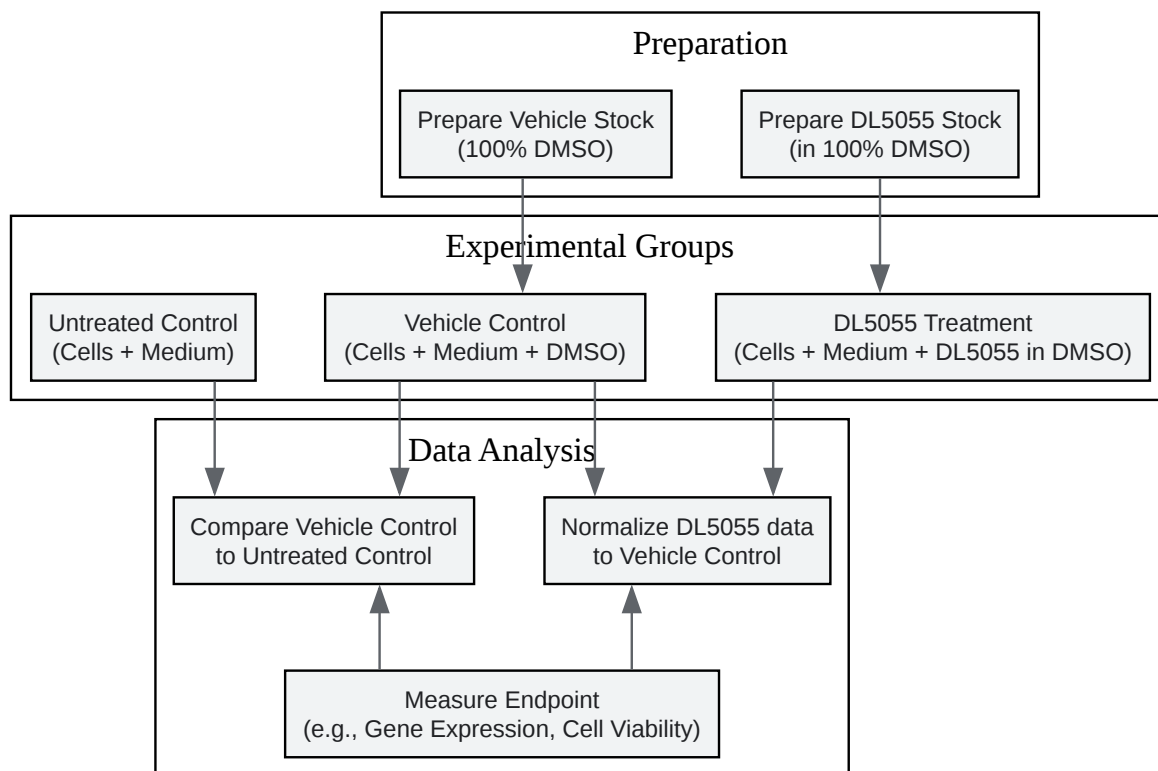 Preparation
Prepare Vehicle Stock
(100% DMSO)
Prepare DL5055 Stock
(in 100% DMSO)
Experimental Groups
Untreated Control
(Cells + Medium)
Vehicle Control
(Cells + Medium + DMSO)
DL5055 Treatment
(Cells + Medium + DL5055 in DMSO)
Data Analysis
Compare Vehicle Control
to Untreated Control
Normalize DL5055 data
to Vehicle Control
Measure Endpoint
(e.g., Gene Expression, Cell Viability)